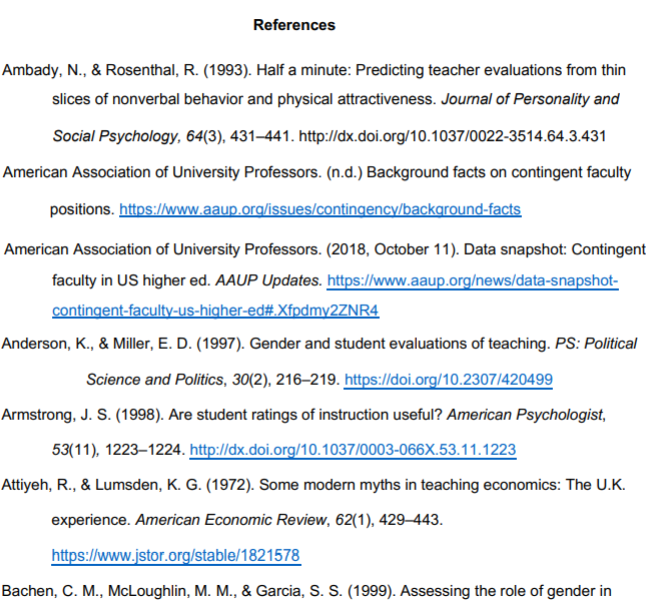 References
Ambady, N., & Rosenthal, R. (1993). Half a minute: Predicting teacher evaluations from thin
slices of nonverbal behavior and physical attractiveness. Journal of Personality and
Social Psychology, 64(3), 431–441. http://dx.doi.org/10.1037/0022-3514.64.3.431
American Association of University Professors. (n.d.) Background facts on contingent faculty
positions. https://www.aaup.org/issues/contingency/background-facts
American Association of University Professors. (2018, October 11). Data snapshot: Contingent
faculty in US higher ed. AAUP Updates. https://www.aaup.org/news/data-snapshot-
contingent-faculty-us-higher-ed#.Xfpdmy2ZNR4
Anderson, K., & Miller, E. D. (1997). Gender and student evaluations of teaching. PS: Political
Science and Politics, 30(2), 216–219. https://doi.org/10.2307/420499
Armstrong, J. S. (1998). Are student ratings of instruction useful? American Psychologist,
53(11), 1223–1224. http://dx.doi.org/10.1037/0003-066X.53.11.1223
Attiyeh, R., & Lumsden, K. G. (1972). Some modern myths in teaching economics: The U.K.
experience. American Economic Review, 62(1), 429–443.
https://www.jstor.org/stable/1821578
Bachen, C. M., McLoughlin, M. M., & Garcia, S. S. (1999). Assessing the role of gender in